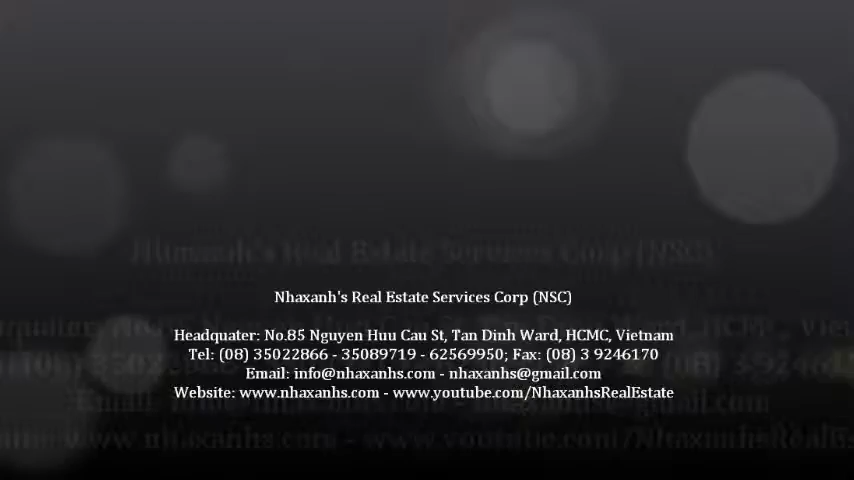 Nhaxanh's Real Estate Services Corp (NSC)
Headquater: No.85 Nguyen Huu Cau St, Tan Dinh Ward, HCMC, Vietnam
Tel: (08) 35022866 - 35089719 - 62569950; Fax: (08) 3 9246170
Email: info@nhaxanhs.com - nhaxanhs@gmail.com
Website: www.nhaxanhs.com - www.youtube.com/NhaxanhsRealEstate